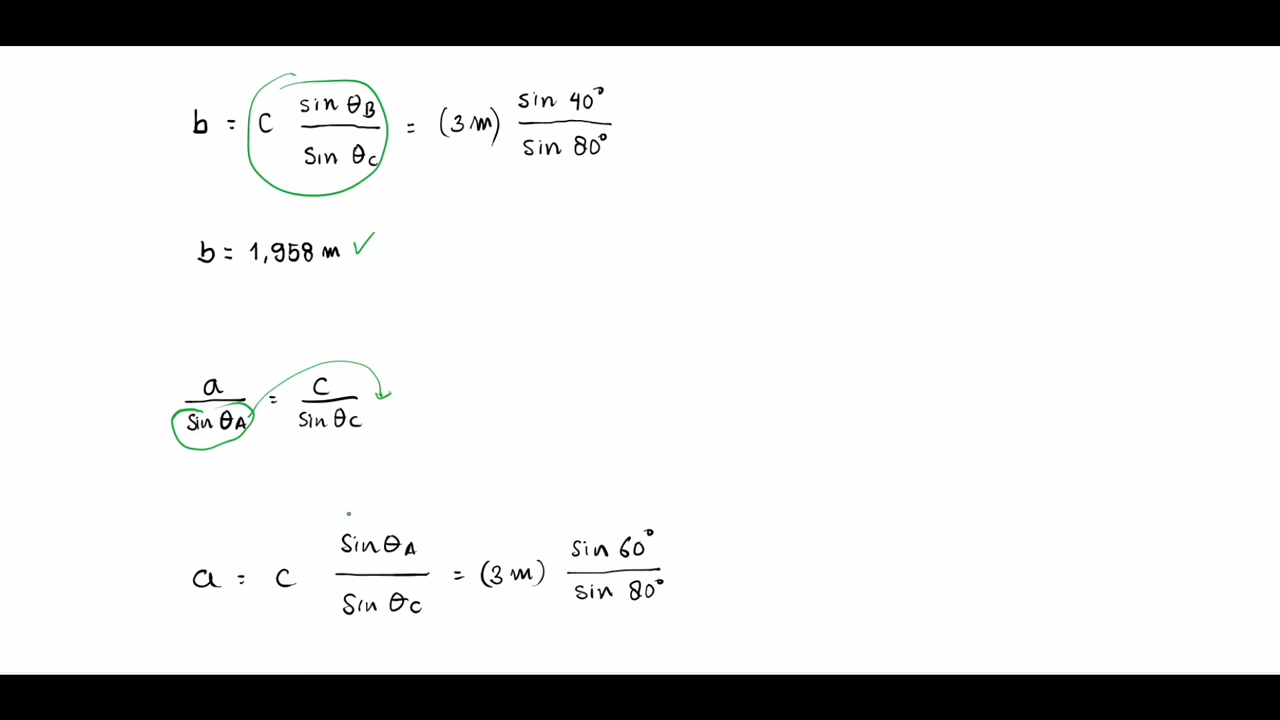 b = c sin θB / sin θC = (3 m) sin 40° / sin 80°
b = 1,958 m ✓
a / sin θA = c / sin θC
a = c sin θA / sin θC = (3 m) sin 60° / sin 80°